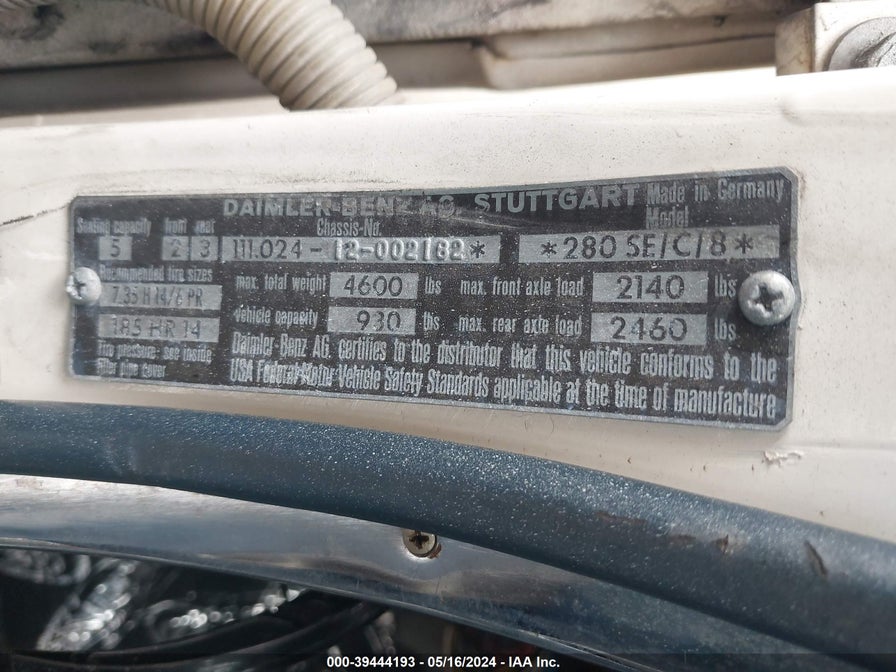 DAIMLER-BENZ AG, STUTTGART Made in Germany
Seating capacity front rear Chassis-No. Model
5 2 3 111.024-12-002182* *280 SE/C/8*
Recommended tire sizes max. total weight 4600 lbs max. front axle load 2140 lbs
7.35 H 14/6 PR vehicle capacity 930 lbs max. rear axle load 2460 lbs
185 HR 14
Tire pressure: see inside filler pipe cover
Daimler-Benz AG. certifies to the distributor that this vehicle conforms to the
USA Federal Motor Vehicle Safety Standards applicable at the time of manufacture
000-39444193 - 05/16/2024 - IAA Inc.